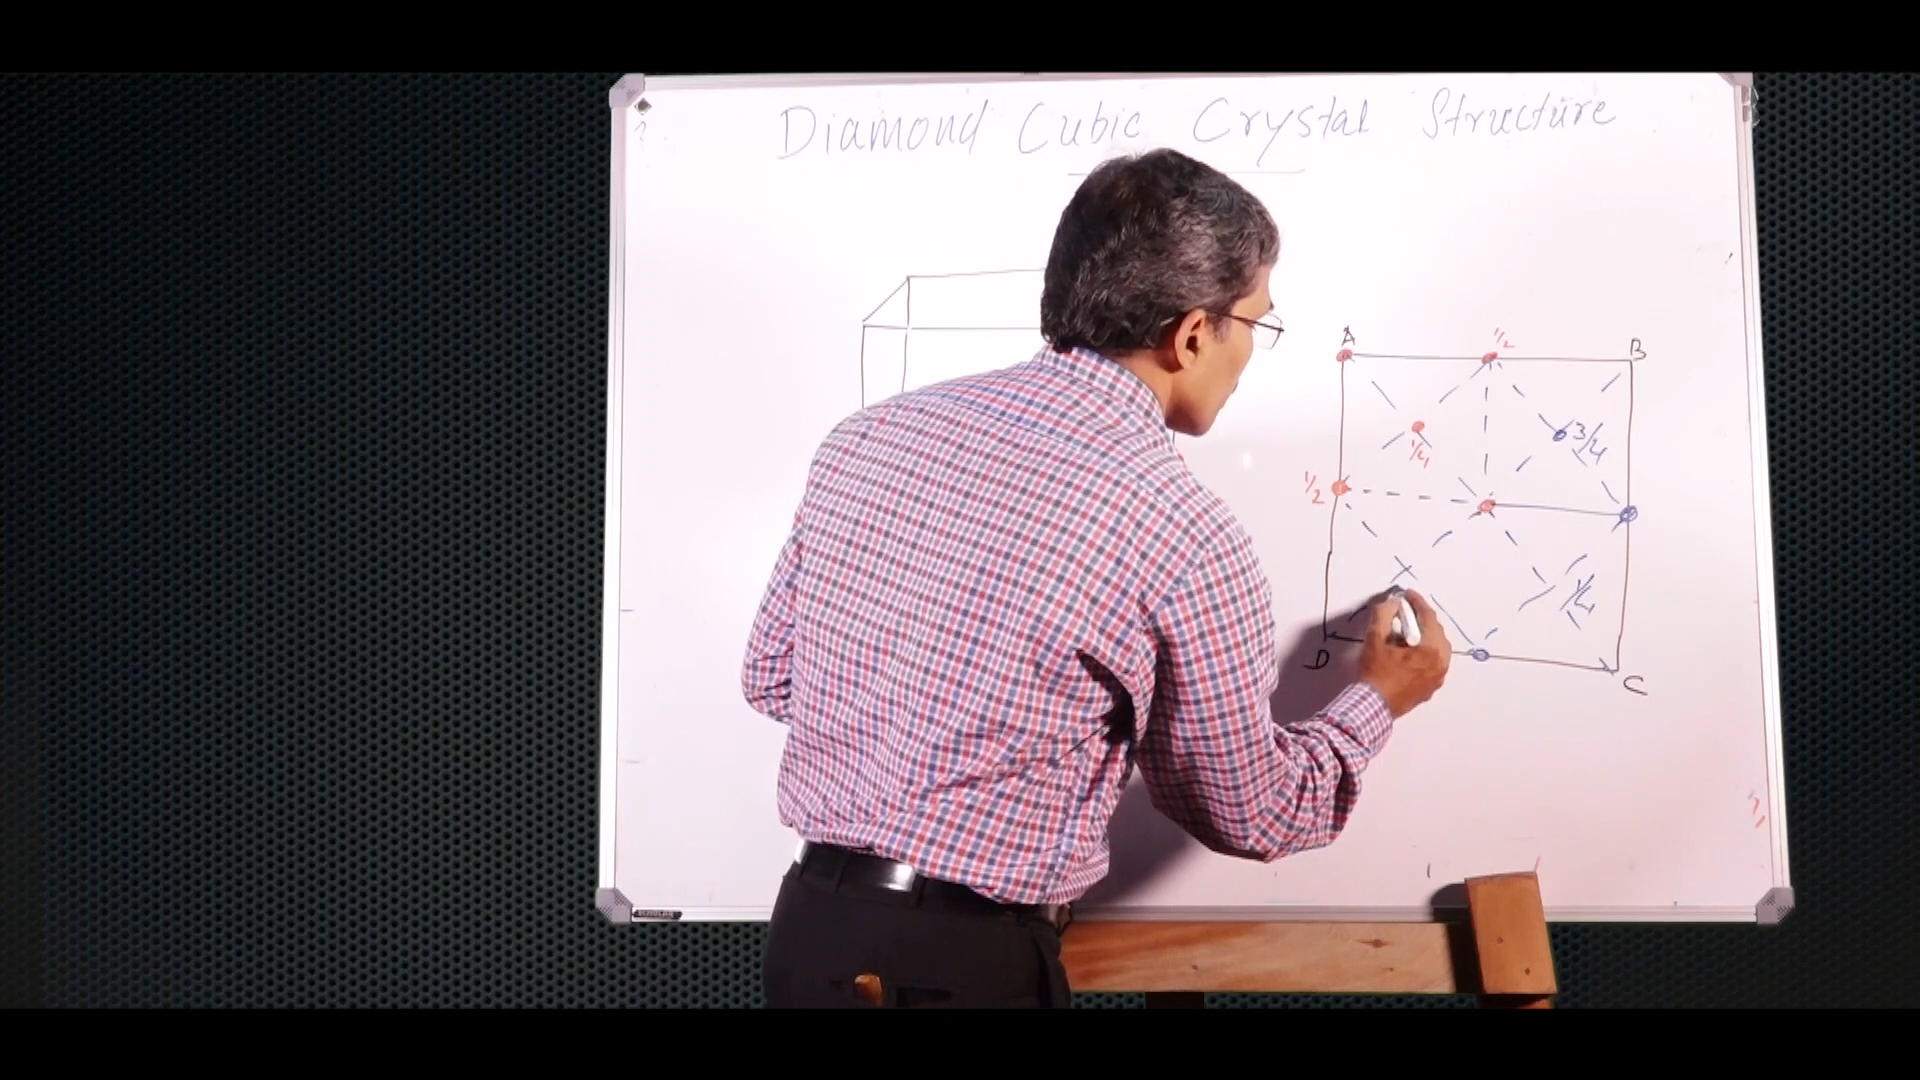 Diamond Cubic Crystal Structure
A 1/2 B
1/4 3/4
1/2
1/4
D
C